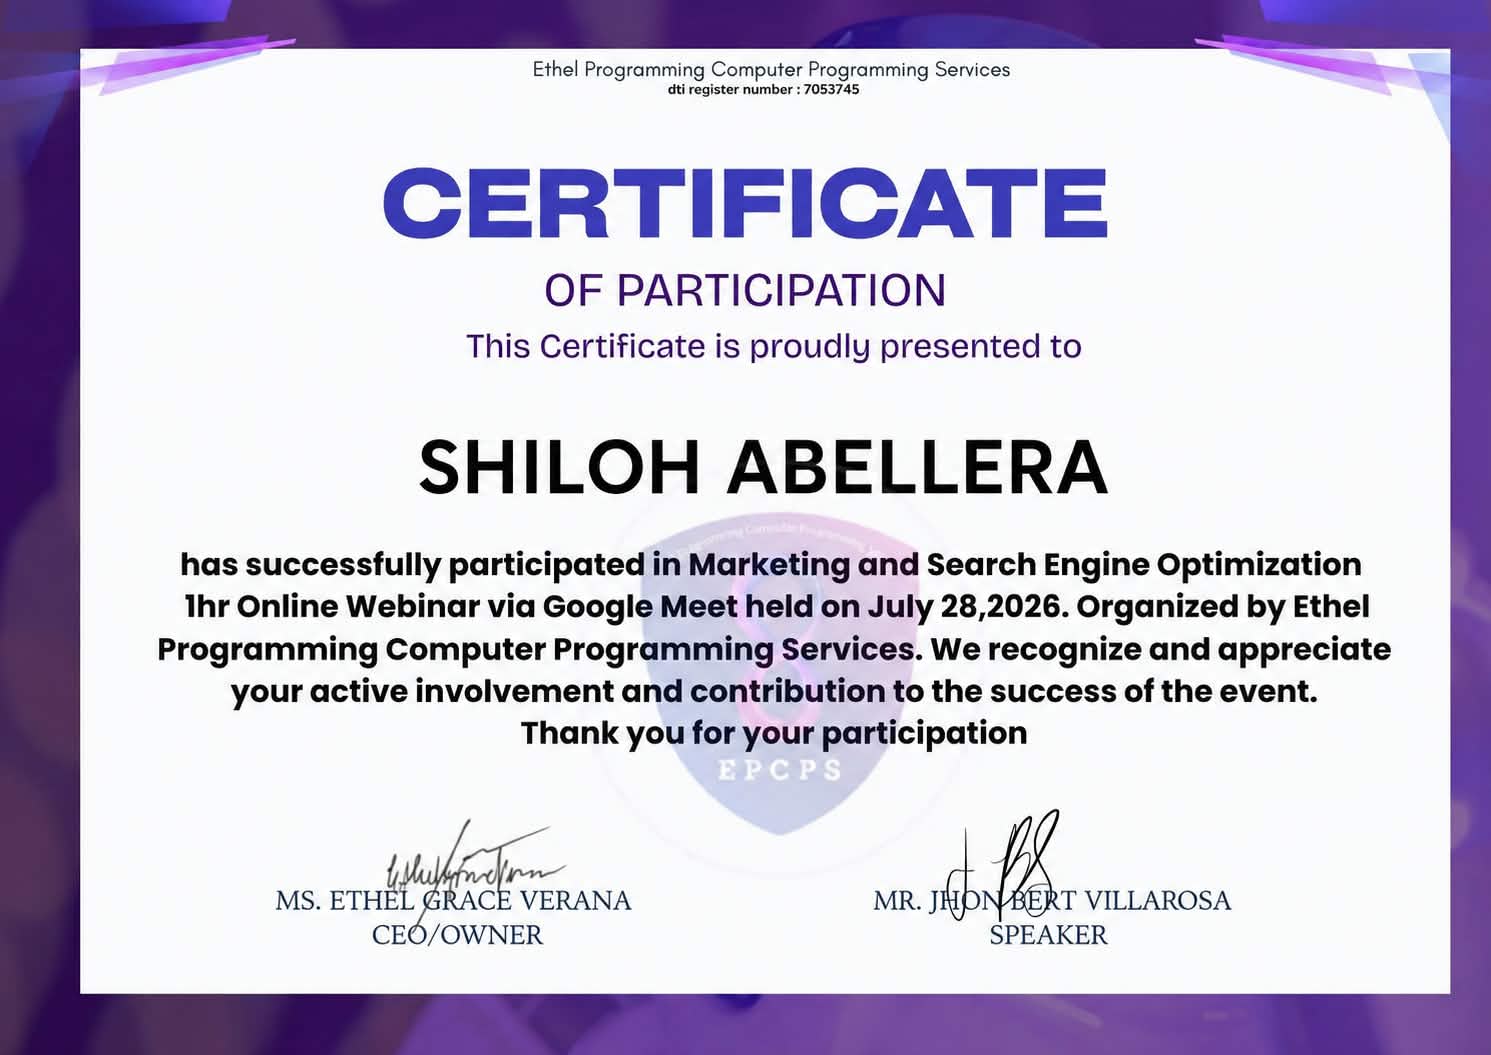 Ethel Programming Computer Programming Services
dti register number : 7053745
CERTIFICATE
OF PARTICIPATION
This Certificate is proudly presented to
SHILOH ABELLERA
has successfully participated in Marketing and Search Engine Optimization
1hr Online Webinar via Google Meet held on July 28,2026. Organized by Ethel
Programming Computer Programming Services. We recognize and appreciate
your active involvement and contribution to the success of the event.
Thank you for your participation
EPCPS
MS. ETHEL GRACE VERANA
CEO/OWNER
MR. JHON BERT VILLAROSA
SPEAKER